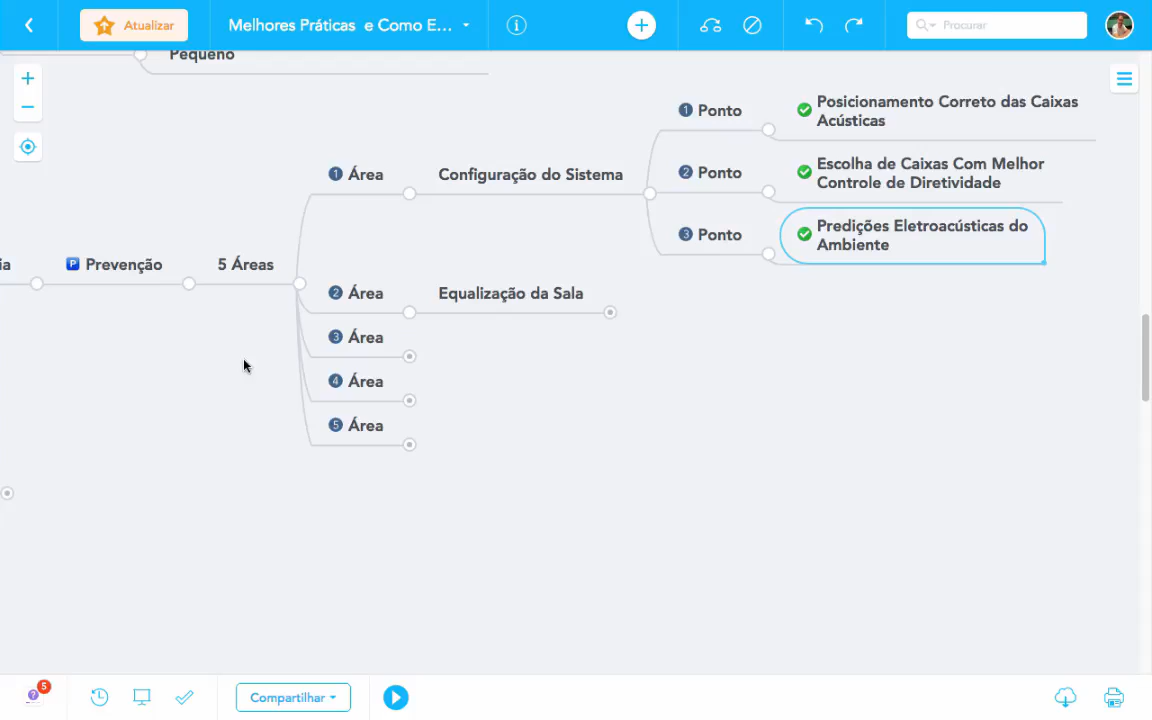 Atualizar
Melhores Práticas e Como E...
Procurar
Pequeno
1 Ponto
Posicionamento Correto das Caixas
Acústicas
1 Área
Configuração do Sistema
2 Ponto
Escolha de Caixas Com Melhor
Controle de Diretividade
3 Ponto
Predições Eletroacústicas do
Ambiente
ia
P Prevenção
5 Áreas
2 Área
Equalização da Sala
3 Área
4 Área
5 Área
5
Compartilhar